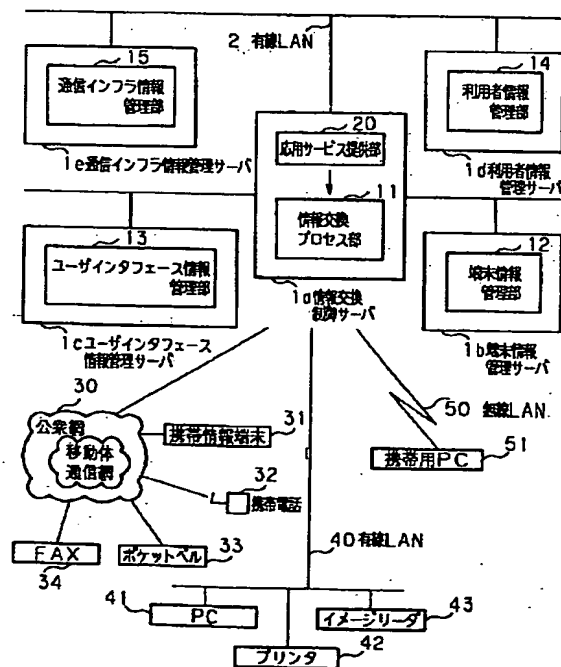 2 有線LAN
15
通信インフラ情報
管理部
1e通信インフラ情報管理サーバ
14
利用者情報
管理部
1d利用者情報
管理サーバ
20
応用サービス提供部
11
情報交換
プロセス部
1a情報交換
制御サーバ
13
ユーザインタフェース情報
管理部
1cユーザインタフェース
情報管理サーバ
12
端末情報
管理部
1b端末情報
管理サーバ
30
公衆網
移動体
通信網
31
携帯情報端末
32
携帯電話
50 無線LAN
携帯用PC
51
FAX
34
ポケットベル
33
40有線LAN
41
PC
プリンタ
42
イメージリーダ
43